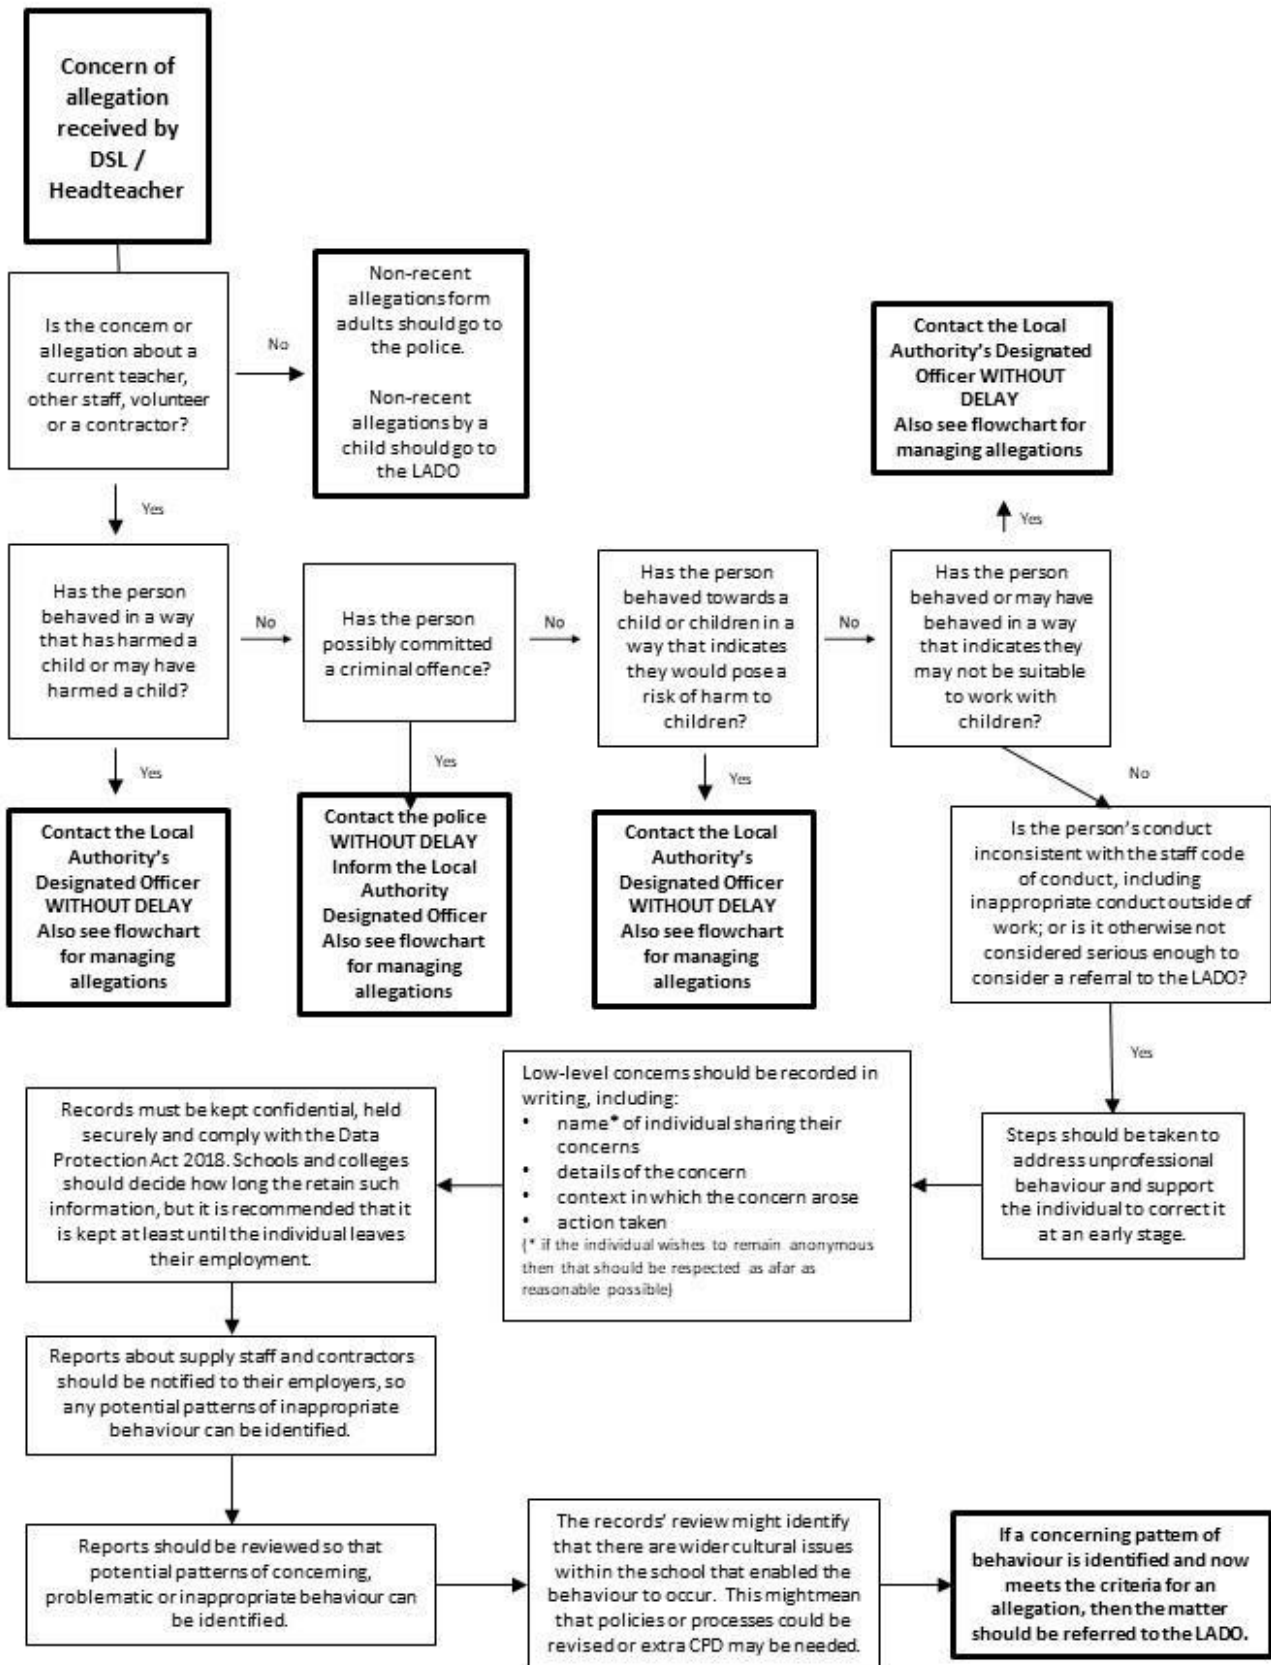 Concern of
allegation
received by
DSL /
Headteacher
Is the concern or
allegation about a
current teacher,
other staff, volunteer
or a contractor?
No
Non-recent
allegations form
adults should go to
the police.
Non-recent
allegations by a
child should go to
the LADO
Yes
Contact the Local
Authority's Designated
Officer WITHOUT
DELAY
Also see flowchart for
managing allegations
Yes
Has the person
behaved in a way
that has harmed a
child or may have
harmed a child?
No
Has the person
possibly committed
a criminal offence?
No
Has the person
behaved towards a
child or children in a
way that indicates
they would pose a
risk of harm to
children?
No
Has the person
behaved or may have
behaved in a way
that indicates they
may not be suitable
to work with
children?
Yes
Contact the Local
Authority's
Designated Officer
WITHOUT DELAY
Also see flowchart
for managing
allegations
Yes
Contact the police
WITHOUT DELAY
Inform the Local
Authority
Designated Officer
Also see flowchart
for managing
allegations
Yes
Contact the Local
Authority's
Designated Officer
WITHOUT DELAY
Also see flowchart
for managing
allegations
No
Is the person's conduct
inconsistent with the staff code
of conduct, including
inappropriate conduct outside of
work; or is it otherwise not
considered serious enough to
consider a referral to the LADO?
Yes
Steps should be taken to
address unprofessional
behaviour and support
the individual to correct it
at an early stage.
Low-level concerns should be recorded in
writing, including:
• name* of individual sharing their
concerns
• details of the concern
• context in which the concern arose
• action taken
(* if the individual wishes to remain anonymous
then that should be respected as afar as
reasonable possible)
Records must be kept confidential, held
securely and comply with the Data
Protection Act 2018. Schools and colleges
should decide how long the retain such
information, but it is recommended that it
is kept at least until the individual leaves
their employment.
Reports about supply staff and contractors
should be notified to their employers, so
any potential patterns of inappropriate
behaviour can be identified.
Reports should be reviewed so that
potential patterns of concerning,
problematic or inappropriate behaviour can
be identified.
The records' review might identify
that there are wider cultural issues
within the school that enabled the
behaviour to occur. This might mean
that policies or processes could be
revised or extra CPD may be needed.
If a concerning pattern of
behaviour is identified and now
meets the criteria for an
allegation, then the matter
should be referred to the LADO.